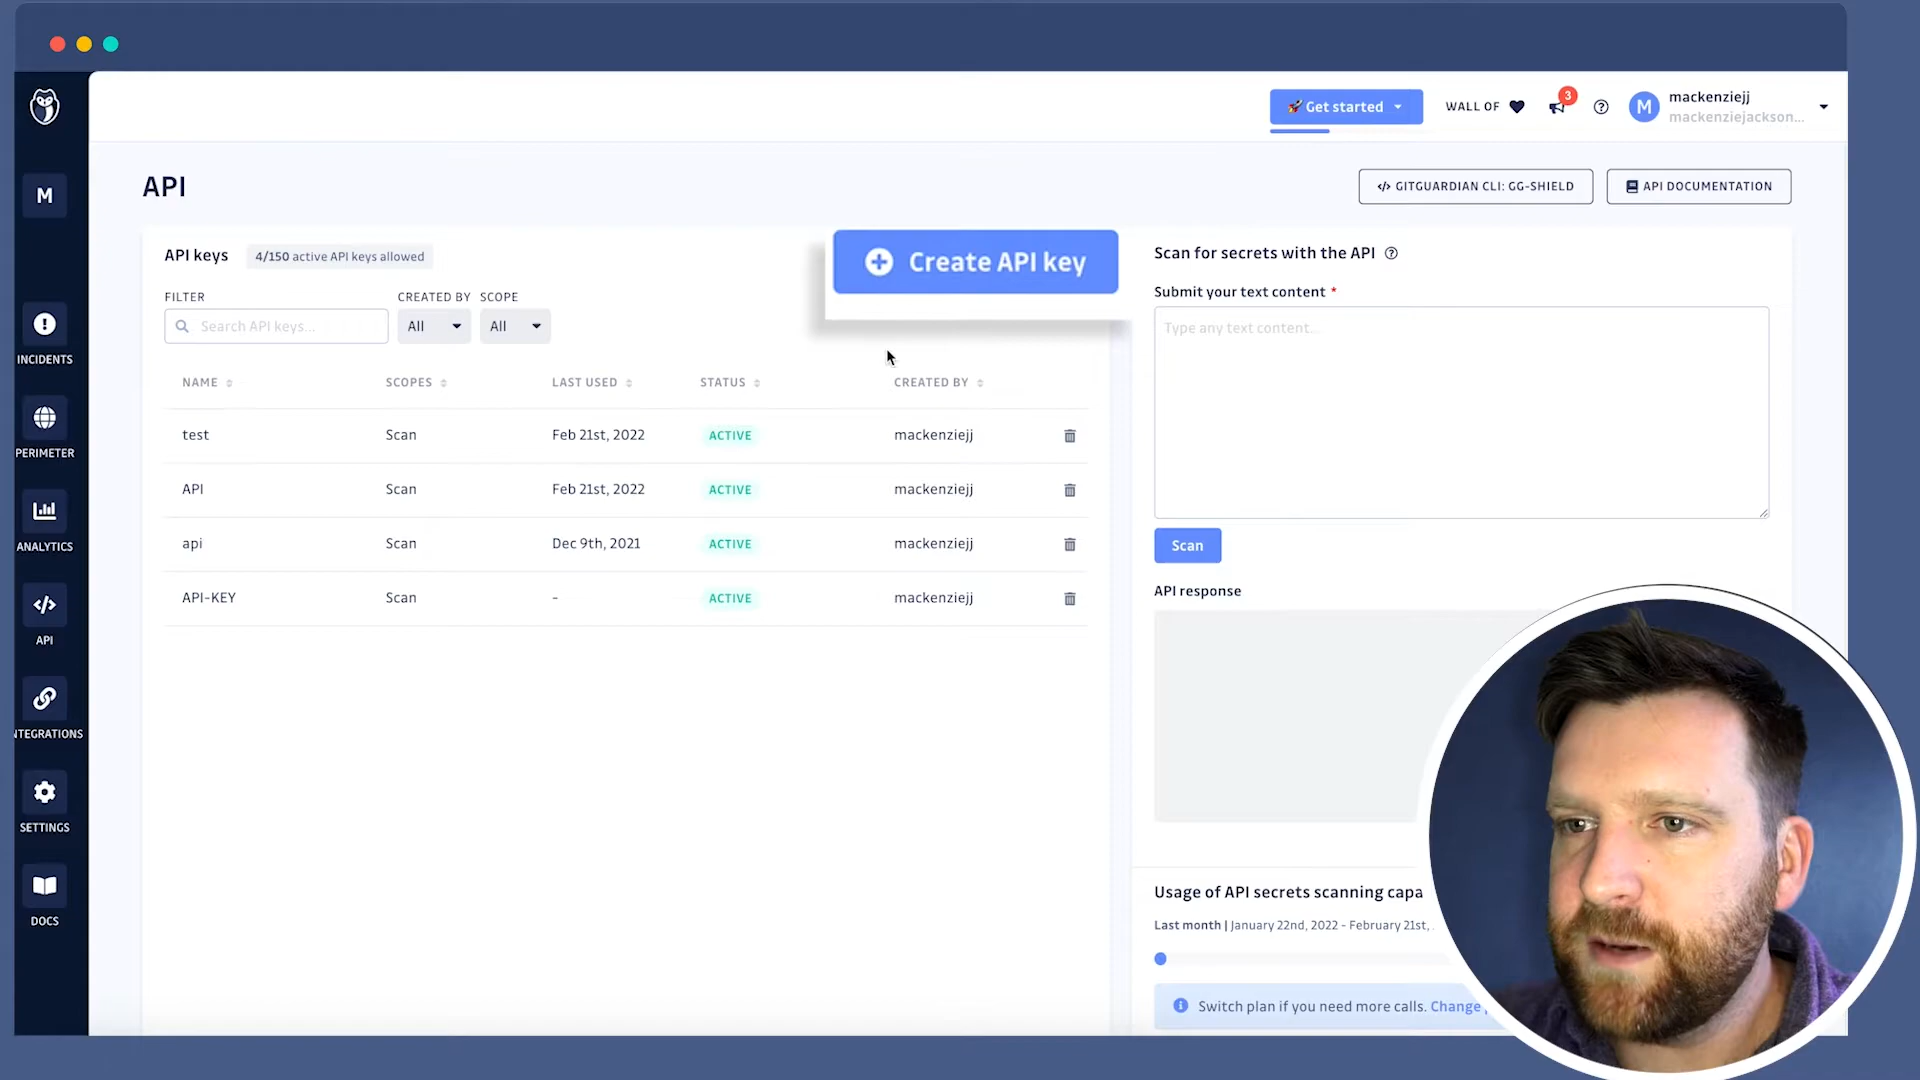 Get started
WALL OF
3
M
mackenziejj
mackenziejackson...
M
API
GITGUARDIAN CLI: GG-SHIELD
API DOCUMENTATION
API keys
4/150 active API keys allowed
Create API key
FILTER
CREATED BY
SCOPE
Search API keys...
All
All
NAME
SCOPES
LAST USED
STATUS
CREATED BY
test
Scan
Feb 21st, 2022
ACTIVE
mackenziejj
API
Scan
Feb 21st, 2022
ACTIVE
mackenziejj
api
Scan
Dec 9th, 2021
ACTIVE
mackenziejj
API-KEY
Scan
-
ACTIVE
mackenziejj
Scan for secrets with the API
Submit your text content *
Type any text content...
Scan
API response
Usage of API secrets scanning capa
Last month | January 22nd, 2022 - February 21st,
Switch plan if you need more calls. Change
INCIDENTS
PERIMETER
ANALYTICS
API
NTEGRATIONS
SETTINGS
DOCS